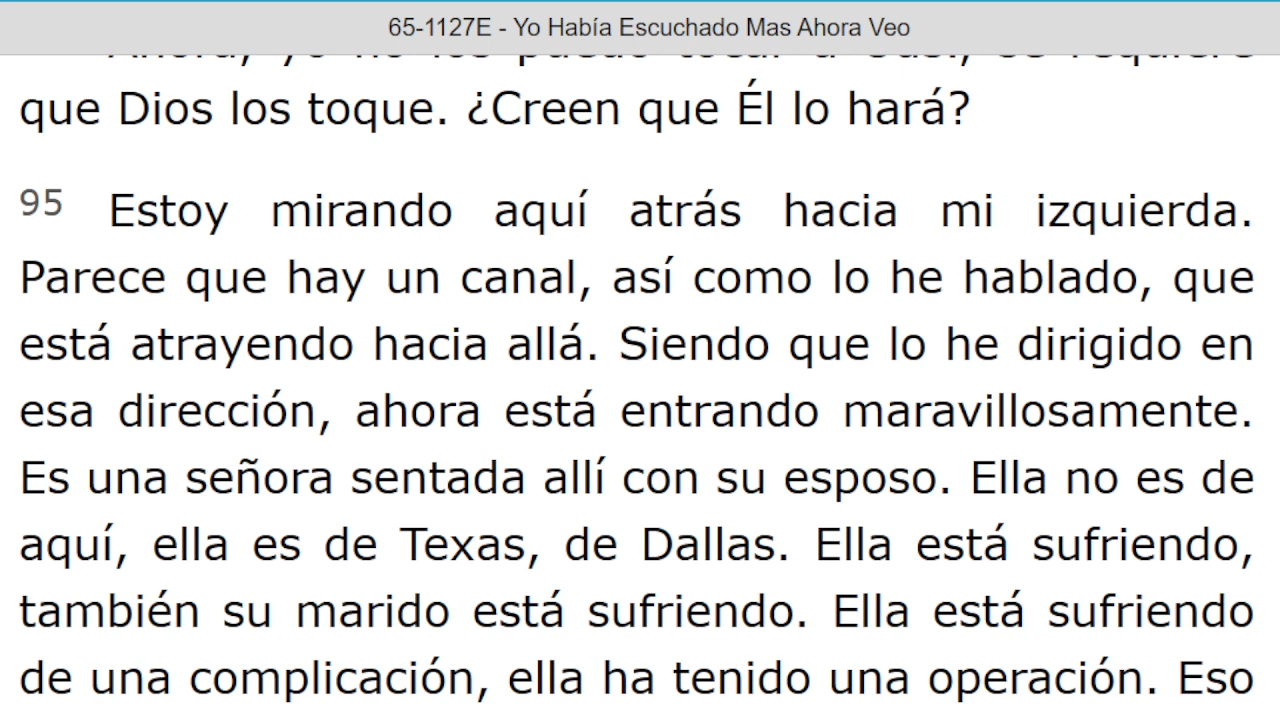 65-1127E - Yo Había Escuchado Mas Ahora Veo
que Dios los toque. ¿Creen que Él lo hará?
95 Estoy mirando aquí atrás hacia mi izquierda.
Parece que hay un canal, así como lo he hablado, que
está atrayendo hacia allá. Siendo que lo he dirigido en
esa dirección, ahora está entrando maravillosamente.
Es una señora sentada allí con su esposo. Ella no es de
aquí, ella es de Texas, de Dallas. Ella está sufriendo,
también su marido está sufriendo. Ella está sufriendo
de una complicación, ella ha tenido una operación. Eso